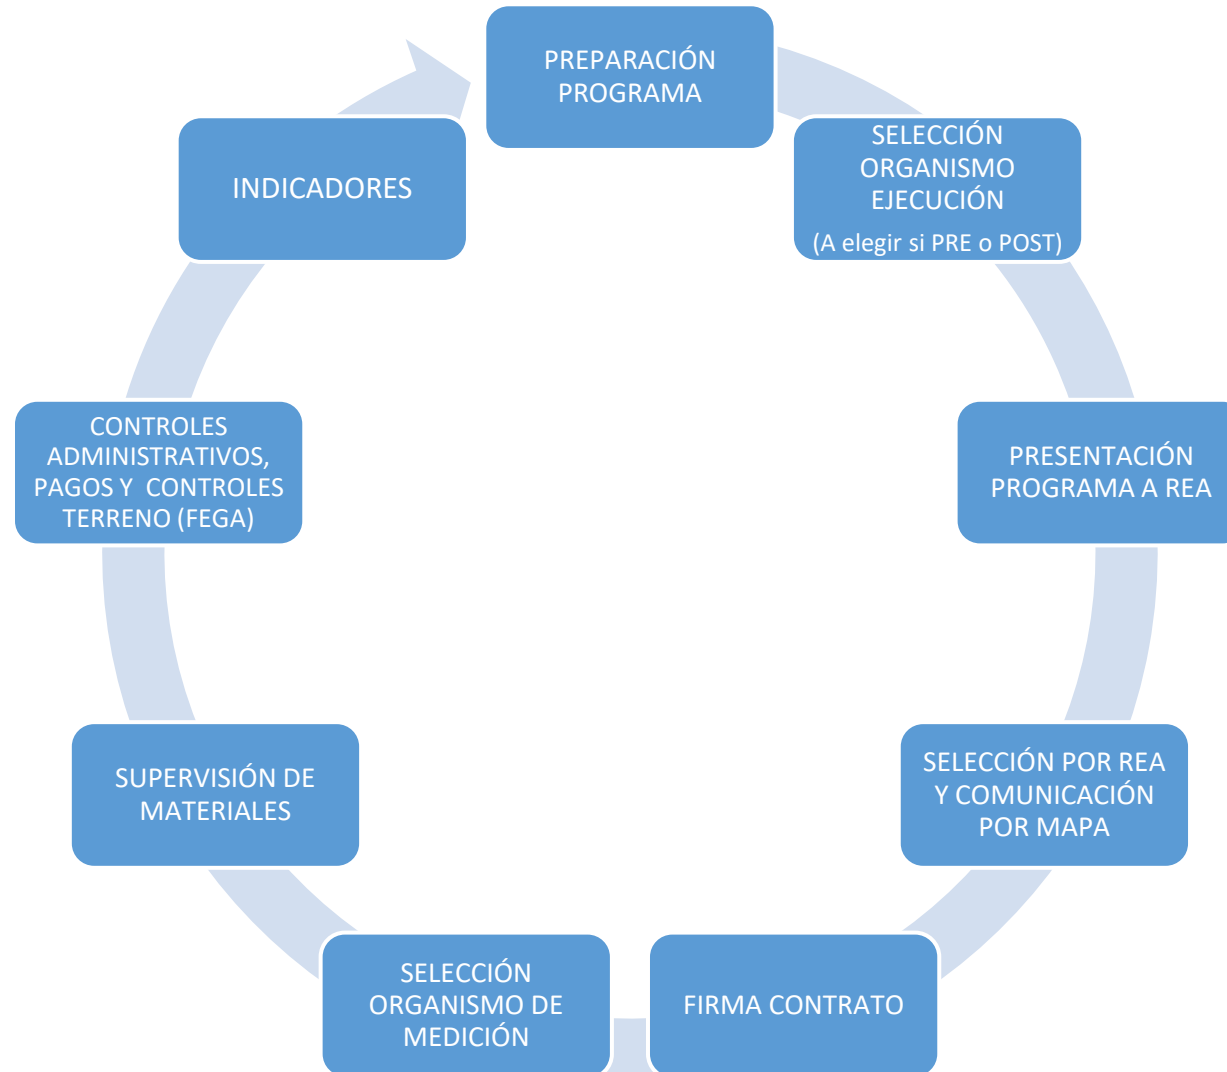 PREPARACIÓN
PROGRAMA
SELECCIÓN
ORGANISMO
EJECUCIÓN
(A elegir si PRE o POST)
PRESENTACIÓN
PROGRAMA A REA
SELECCIÓN POR REA
Y COMUNICACIÓN
POR MAPA
FIRMA CONTRATO
SELECCIÓN
ORGANISMO DE
MEDICIÓN
SUPERVISIÓN DE
MATERIALES
CONTROLES
ADMINISTRATIVOS,
PAGOS Y CONTROLES
TERRENO (FEGA)
INDICADORES